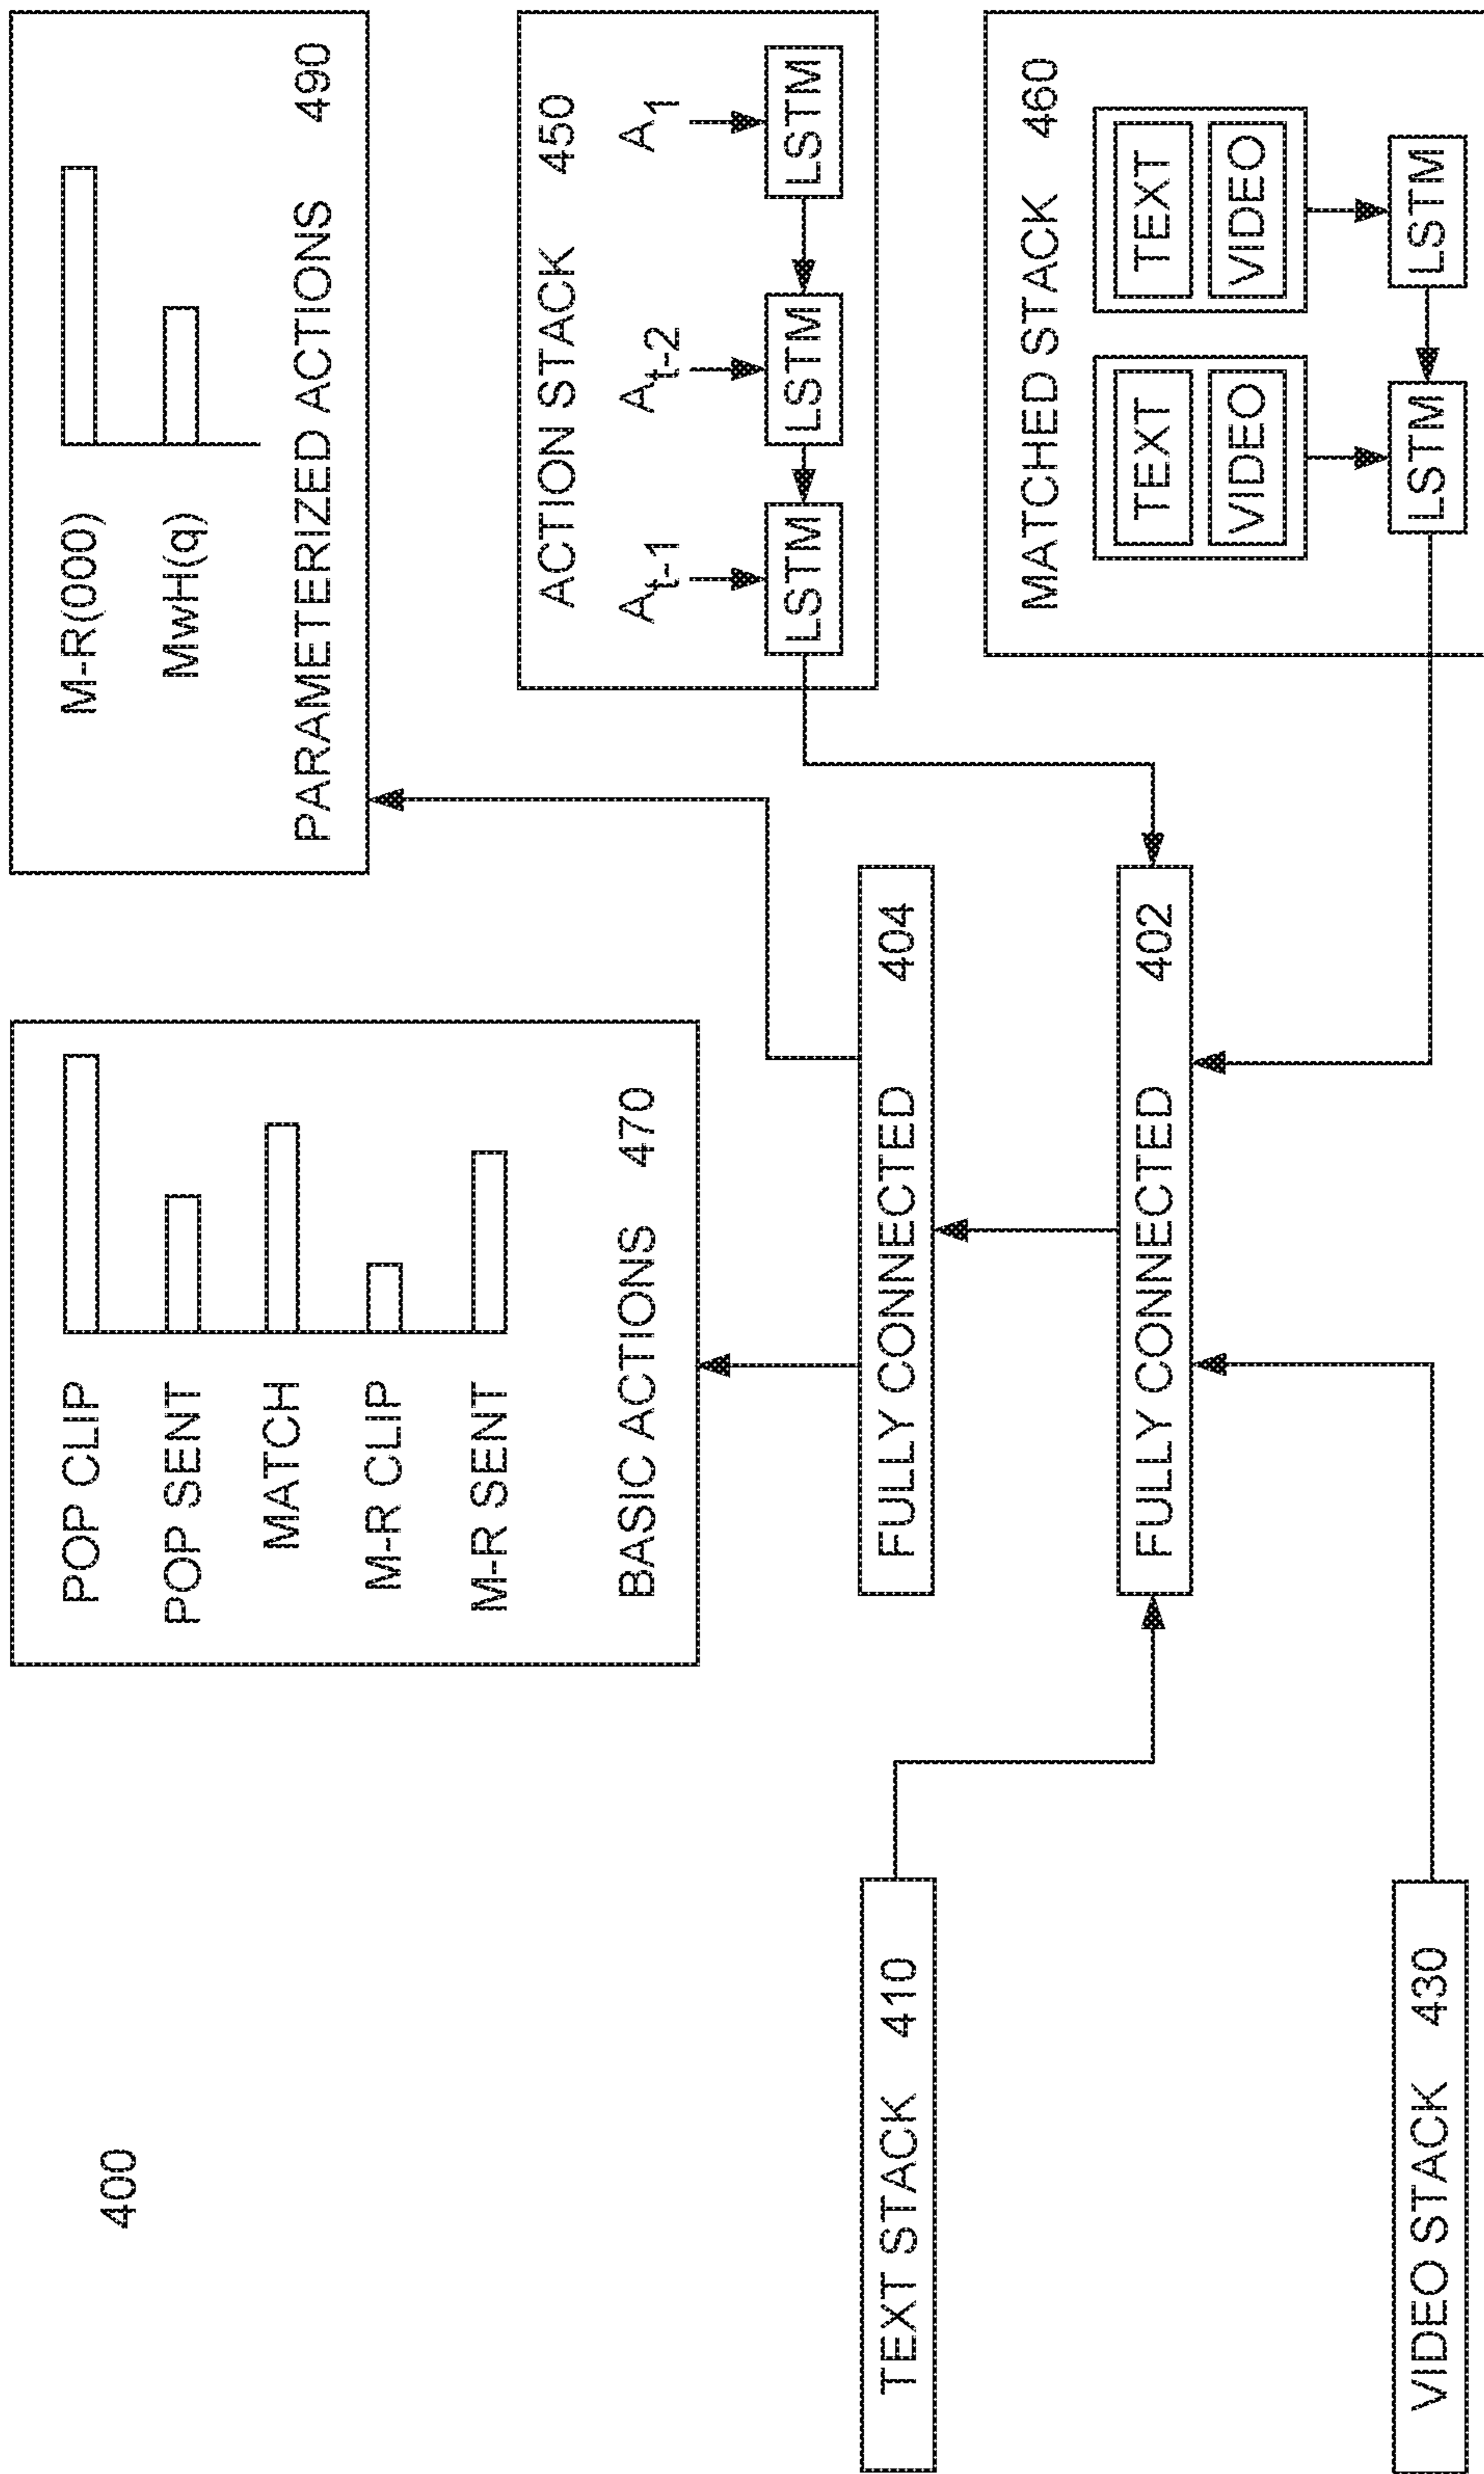 400
POP CLIP
POP SENT
MATCH
M-R CLIP
M-R SENT
BASIC ACTIONS 470
M-R(000)
MwH(q)
PARAMETERIZED ACTIONS 490
TEXT STACK 410
FULLY CONNECTED 404
FULLY CONNECTED 402
VIDEO STACK 430
ACTION STACK 450
At-1 At-2 A1
LSTM LSTM LSTM
MATCHED STACK 460
TEXT TEXT
VIDEO VIDEO
LSTM LSTM